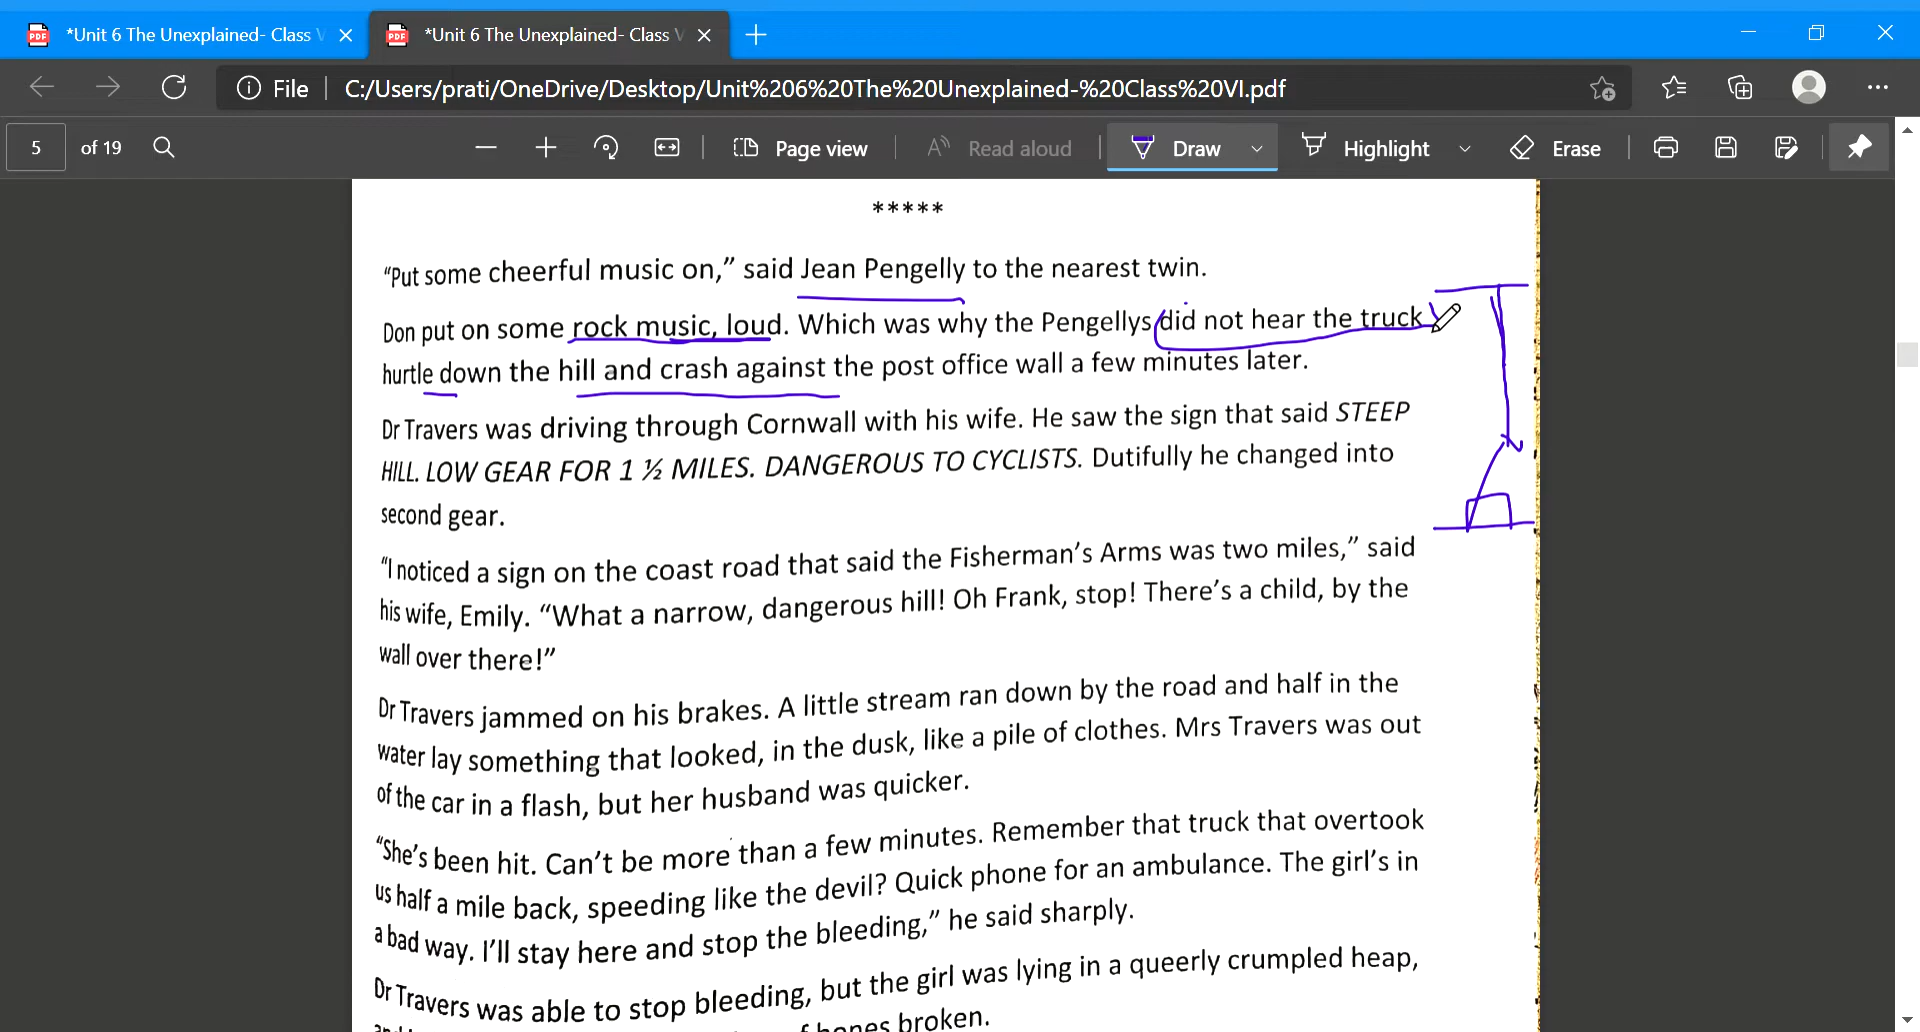 *Unit 6 The Unexplained- Class V
*Unit 6 The Unexplained- Class V
File
C:/Users/prati/OneDrive/Desktop/Unit%206%20The%20Unexplained-%20Class%20VI.pdf
5 of 19
Page view
Read aloud
Draw
Highlight
Erase
*****
“Put some cheerful music on,” said Jean Pengelly to the nearest twin.
Don put on some rock music, loud. Which was why the Pengellys did not hear the truck
hurtle down the hill and crash against the post office wall a few minutes later.
Dr Travers was driving through Cornwall with his wife. He saw the sign that said STEEP
HILL. LOW GEAR FOR 1 ½ MILES. DANGEROUS TO CYCLISTS. Dutifully he changed into
second gear.
“I noticed a sign on the coast road that said the Fisherman’s Arms was two miles,” said
his wife, Emily. “What a narrow, dangerous hill! Oh Frank, stop! There’s a child, by the
wall over there!”
Dr Travers jammed on his brakes. A little stream ran down by the road and half in the
water lay something that looked, in the dusk, like a pile of clothes. Mrs Travers was out
of the car in a flash, but her husband was quicker.
“She’s been hit. Can’t be more than a few minutes. Remember that truck that overtook
us half a mile back, speeding like the devil? Quick phone for an ambulance. The girl’s in
a bad way. I’ll stay here and stop the bleeding,” he said sharply.
Dr Travers was able to stop bleeding, but the girl was lying in a queerly crumpled heap,
bones broken.